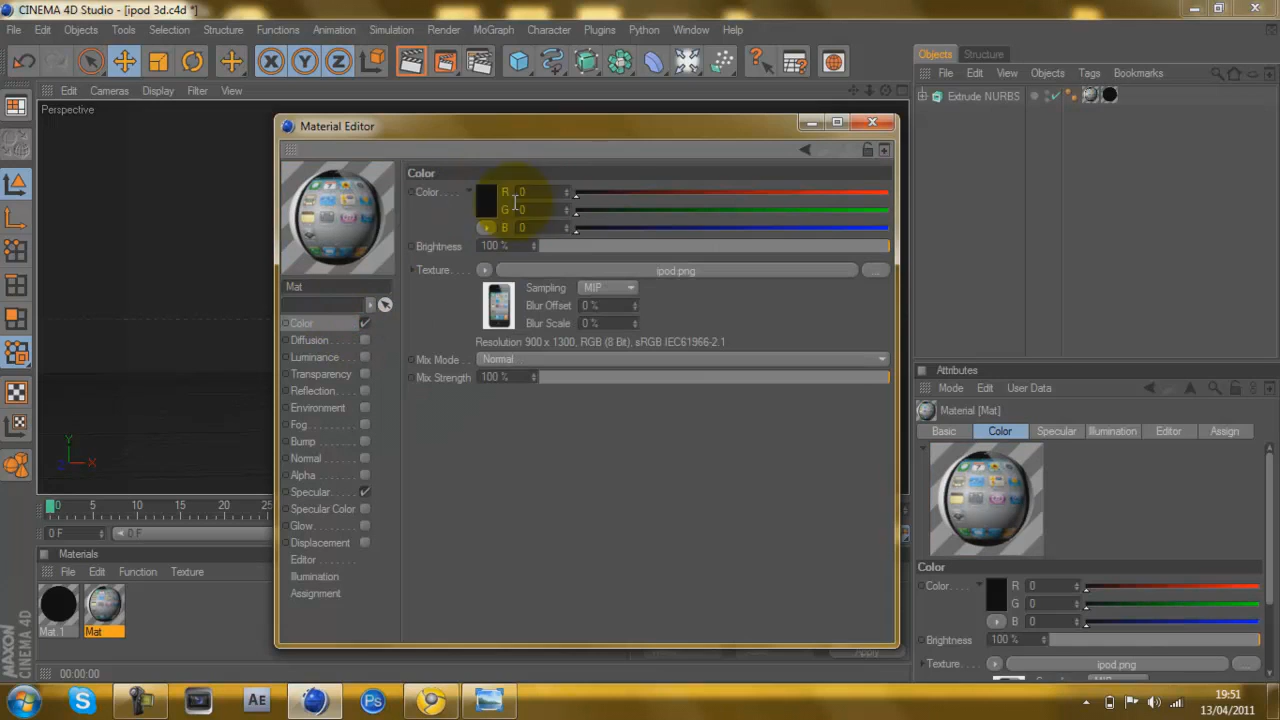 CINEMA 4D Studio - [ipod 3d.c4d *]
File Edit Objects Tools Selection Functions Structure Animation Simulation Render MoGraph Character Plugins Python Window Help
Objects Structure
File Edit View Objects Tags Bookmarks
Extrude NURBS
Edit Cameras Display Filter View
Perspective
Material Editor
Color
Color . . . . R 0
G 0
B 0
Brightness 100 %
Texture . . . . ipod.png ...
Sampling MIP
Blur Offset 0 %
Blur Scale 0 %
Resolution 900 x 1300, RGB (8 Bit), sRGB IEC61966-2.1
Mix Mode . . Normal
Mix Strength 100 %
Mat
Color
Diffusion
Luminance
Transparency
Reflection
Environment
Fog
Bump
Normal
Alpha
Specular
Specular Color
Glow
Displacement
Editor
Illumination
Assignment
Y
Z X
0 5 10 15 20 25
0 F 0 F
Materials
File Edit Function Texture
Mat.1 Mat
00:00:00
MAXON CINEMA 4D
Apply
Attributes
Mode Edit User Data
Material [Mat]
Basic Color Specular Illumination Editor Assign
Color
Color . . . . R 0
G 0
B 0
Brightness 100 %
Texture . . . . ipod.png ...
Ae Ps
19:51
13/04/2011